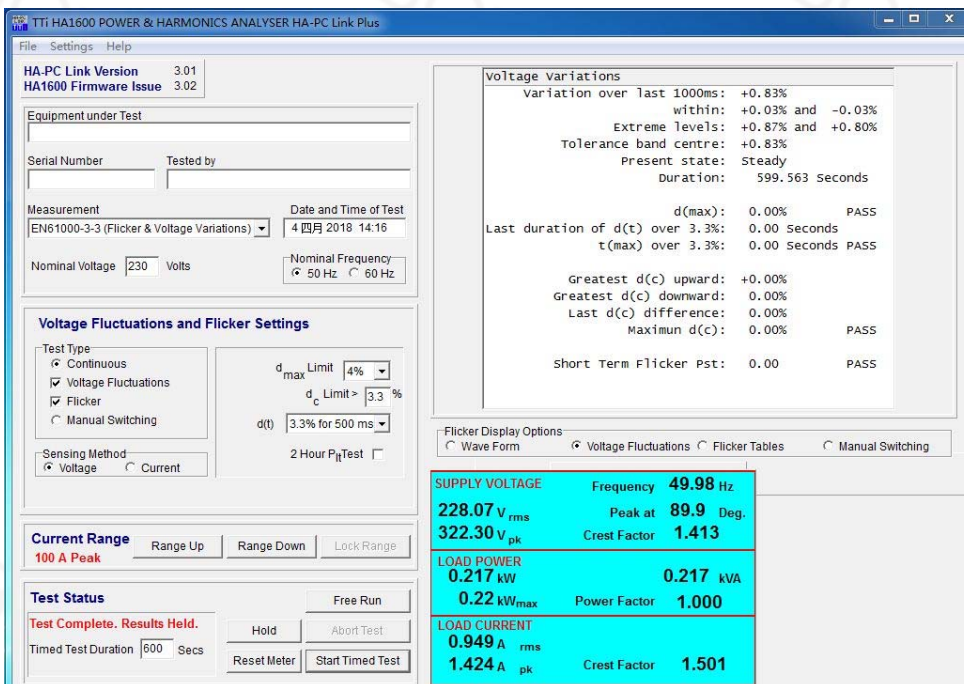 TTi HA1600 POWER & HARMONICS ANALYSER HA-PC Link Plus
File Settings Help
HA-PC Link Version 3.01
HA1600 Firmware Issue 3.02
Equipment under Test
Serial Number Tested by
Measurement Date and Time of Test
EN61000-3-3 (Flicker & Voltage Variations) 4 四月 2018 14:16
Nominal Voltage 230 Volts
Nominal Frequency
50 Hz 60 Hz
Voltage Fluctuations and Flicker Settings
Test Type
Continuous
Voltage Fluctuations
Flicker
Manual Switching
Sensing Method
Voltage Current
dmax Limit 4%
dc Limit > 3.3 %
d(t) 3.3% for 500 ms
2 Hour PltTest
Current Range
100 A Peak
Range Up Range Down Lock Range
Test Status
Test Complete. Results Held.
Timed Test Duration 600 Secs
Free Run
Hold Abort Test
Reset Meter Start Timed Test
Voltage Variations
Variation over last 1000ms: +0.83%
within: +0.03% and -0.03%
Extreme levels: +0.87% and +0.80%
Tolerance band centre: +0.83%
Present state: Steady
Duration: 599.563 Seconds
d(max): 0.00% PASS
Last duration of d(t) over 3.3%: 0.00 Seconds
t(max) over 3.3%: 0.00 Seconds PASS
Greatest d(c) upward: +0.00%
Greatest d(c) downward: 0.00%
Last d(c) difference: 0.00%
Maximun d(c): 0.00% PASS
Short Term Flicker Pst: 0.00 PASS
Flicker Display Options
Wave Form Voltage Fluctuations Flicker Tables Manual Switching
SUPPLY VOLTAGE Frequency 49.98 Hz
228.07 V rms Peak at 89.9 Deg.
322.30 V pk Crest Factor 1.413
LOAD POWER
0.217 kW 0.217 kVA
0.22 kWmax Power Factor 1.000
LOAD CURRENT
0.949 A rms
1.424 A pk Crest Factor 1.501